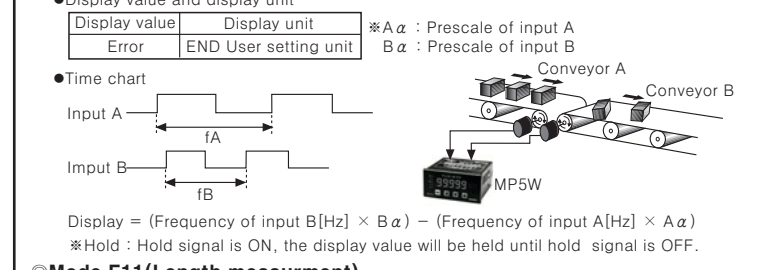 ●Display value and display unit
Display value Display unit
Error END User setting unit
※Aα : Prescale of input A
Bα : Prescale of input B
●Time chart
Input A
fA
Imput B
fB
Conveyor A
Conveyor B
99999
MP5W
Display = (Frequency of input B[Hz] × Bα) − (Frequency of input A[Hz] × Aα)
※Hold : Hold signal is ON, the display value will be held until hold signal is OFF.
◎Mode F11(Length measurment)